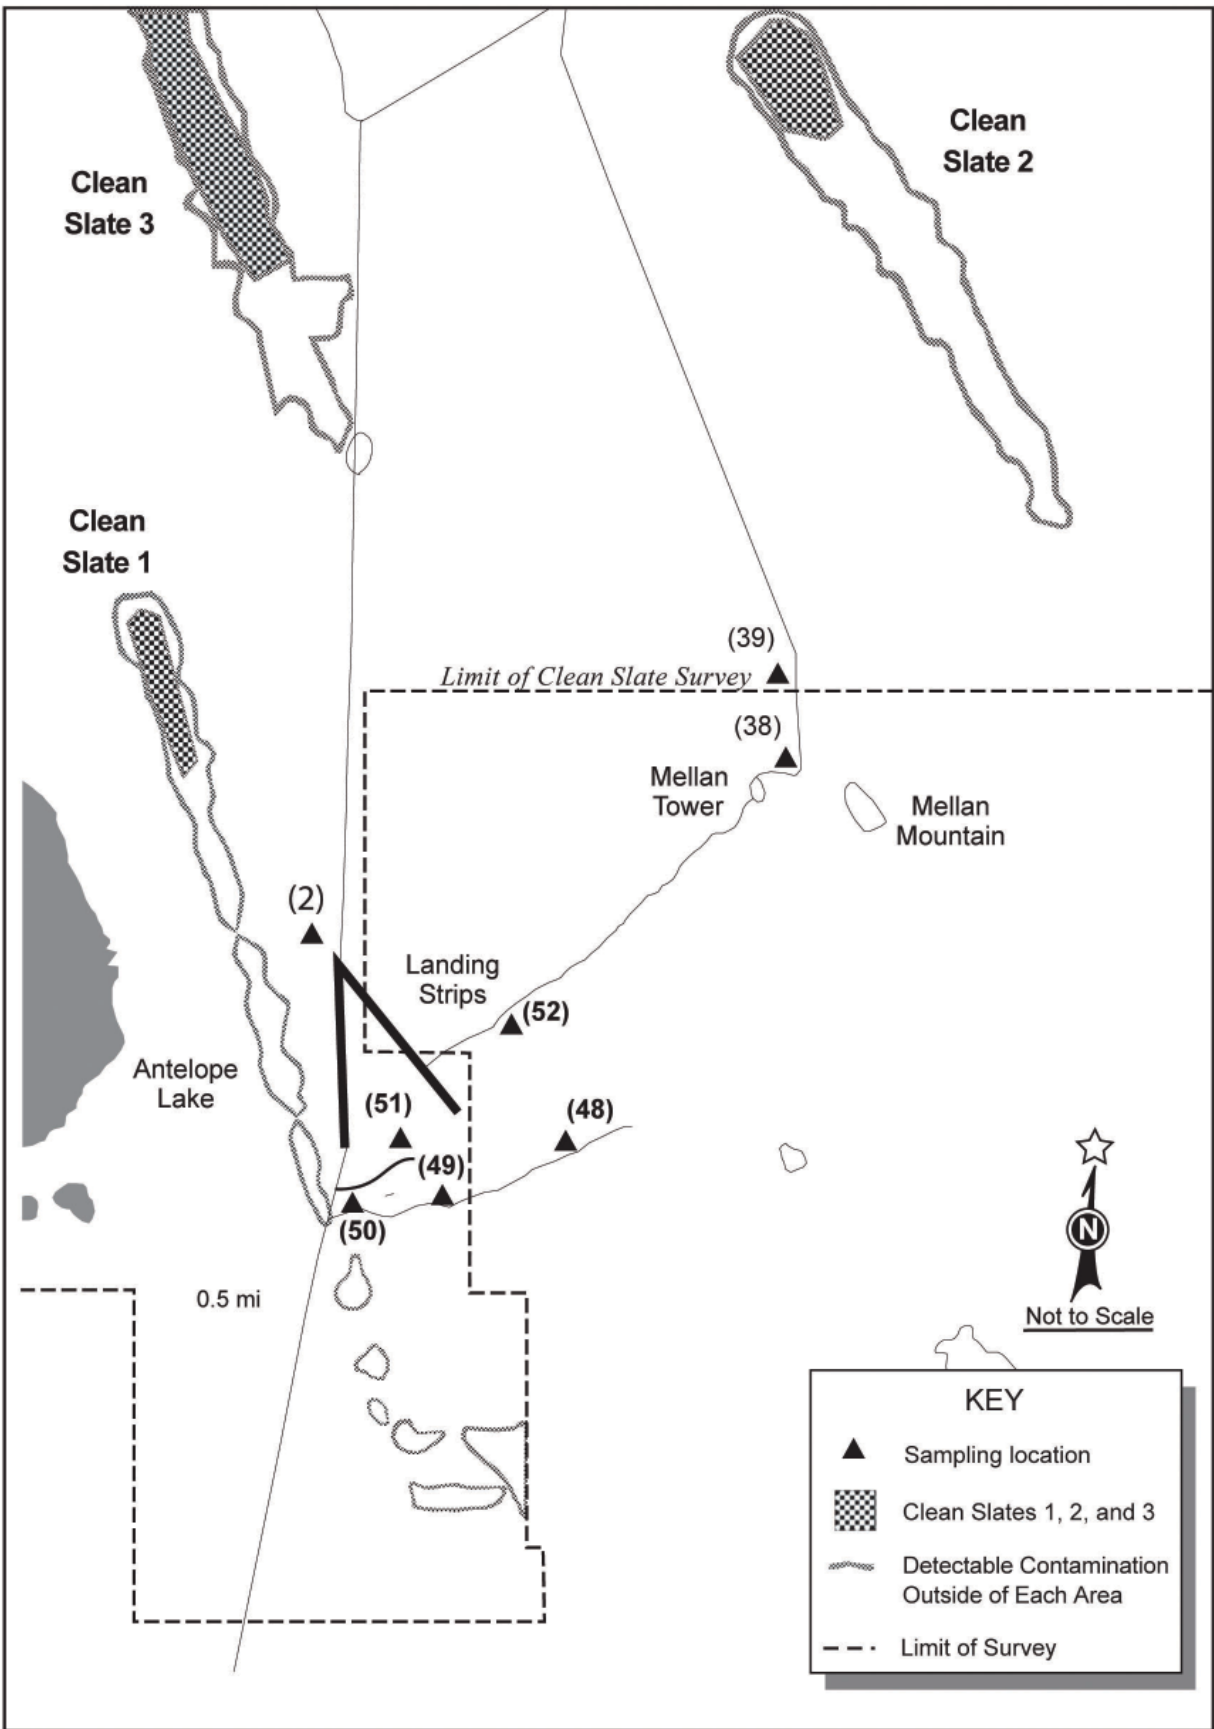 Clean
Slate 2
Clean
Slate 3
Clean
Slate 1
(39)
Limit of Clean Slate Survey
(38)
Mellan
Tower
Mellan
Mountain
(2)
Landing
Strips
(52)
Antelope
Lake
(51)
(48)
(49)
(50)
N
0.5 mi
Not to Scale
KEY
Sampling location
Clean Slates 1, 2, and 3
Detectable Contamination
Outside of Each Area
Limit of Survey